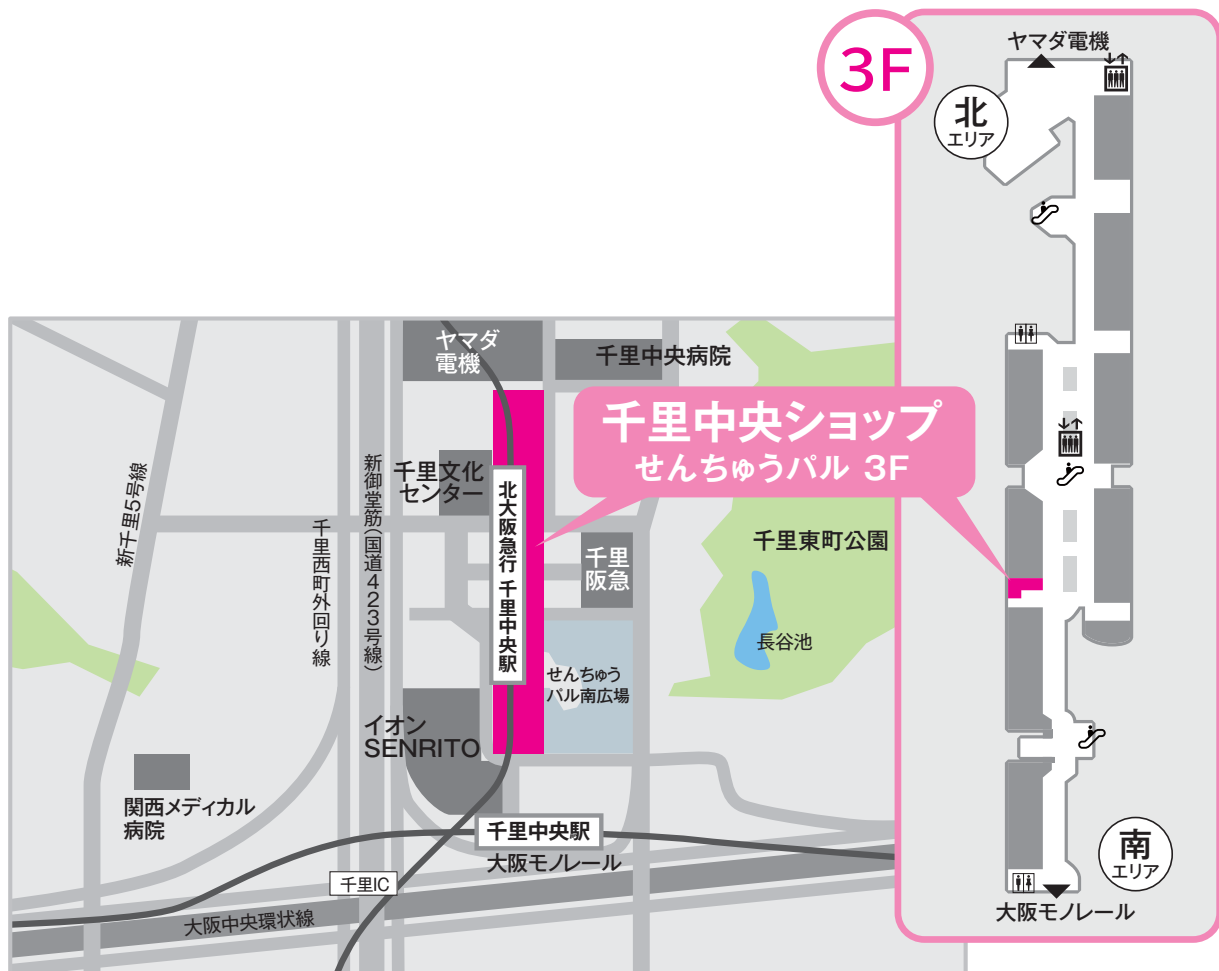 3F
ヤマダ電機
北
エリア
南
エリア
大阪モノレール
ヤマダ
電機
千里中央病院
千里中央ショップ
せんちゅうパル 3F
千里文化
センター
北大阪急行 千里中央駅
新御堂筋(国道423号線)
千里西町外回り線
新千里5号線
千里
阪急
千里東町公園
長谷池
せんちゅう
パル南広場
イオン
SENRITO
関西メディカル
病院
千里中央駅
大阪モノレール
千里IC
大阪中央環状線